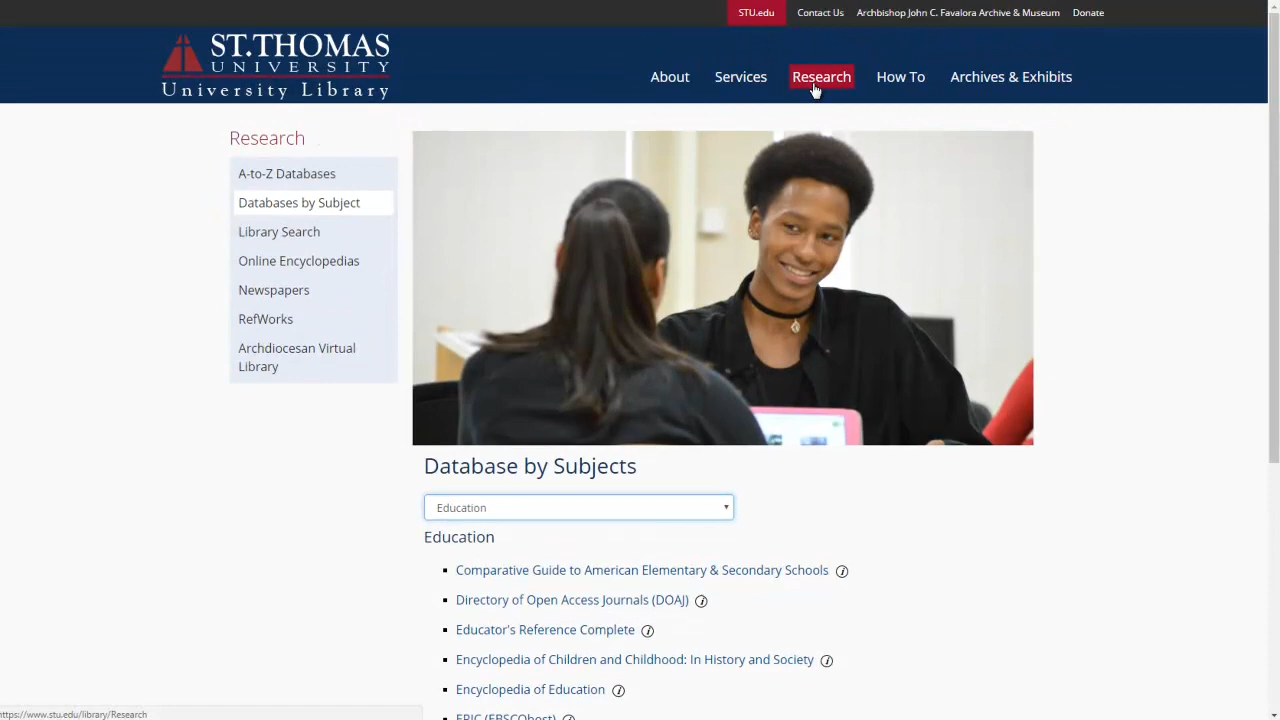 STU.edu Contact Us Archbishop John C. Favalora Archive & Museum Donate
ST.THOMAS
UNIVERSITY
University Library
About Services Research How To Archives & Exhibits
Research
A-to-Z Databases
Databases by Subject
Library Search
Online Encyclopedias
Newspapers
RefWorks
Archdiocesan Virtual
Library
Database by Subjects
Education
Education
Comparative Guide to American Elementary & Secondary Schools
Directory of Open Access Journals (DOAJ)
Educator's Reference Complete
Encyclopedia of Children and Childhood: In History and Society
Encyclopedia of Education
ERIC (EBSCOhost)
https://www.stu.edu/library/Research